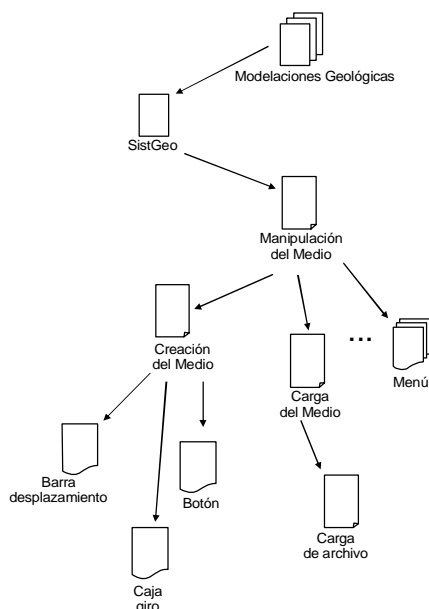 Modelaciones Geológicas
SistGeo
Manipulación
del Medio
Creación
del Medio
...
Menú
Carga
del Medio
Barra
desplazamiento
Botón
Carga
de archivo
Caja
giro